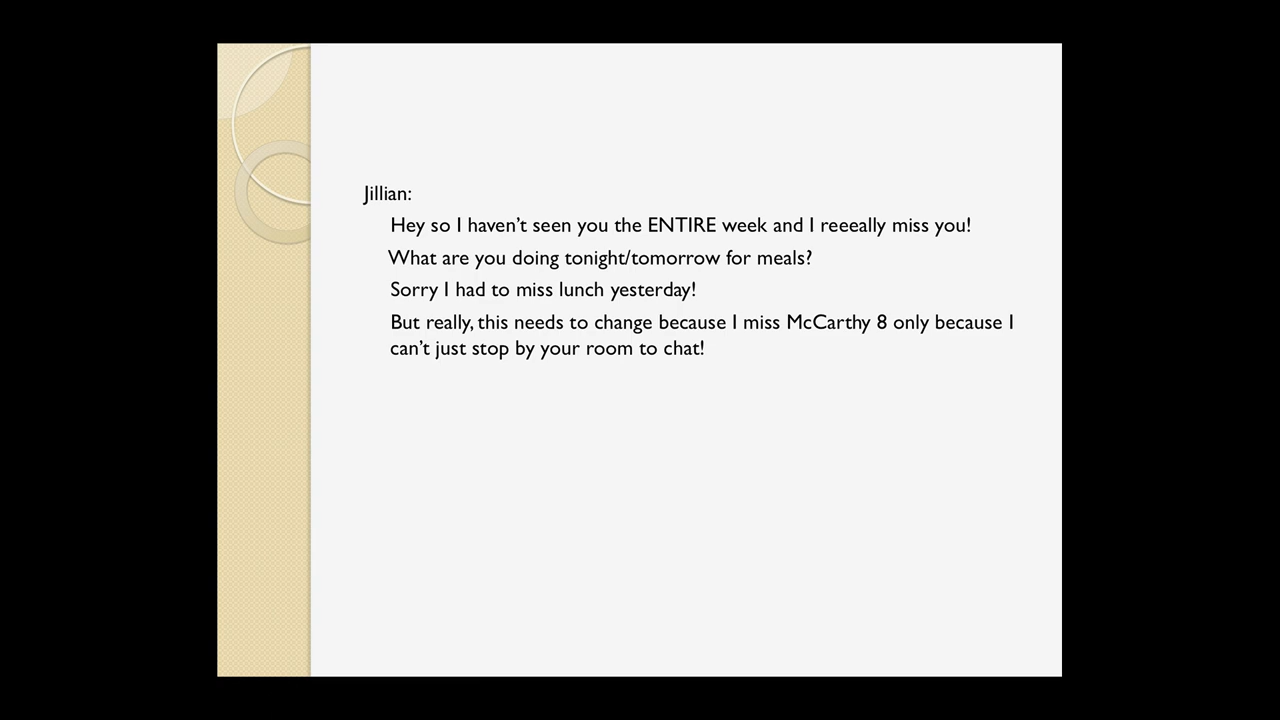 Jillian:
Hey so I haven’t seen you the ENTIRE week and I reeeally miss you!
What are you doing tonight/tomorrow for meals?
Sorry I had to miss lunch yesterday!
But really, this needs to change because I miss McCarthy 8 only because I
can’t just stop by your room to chat!